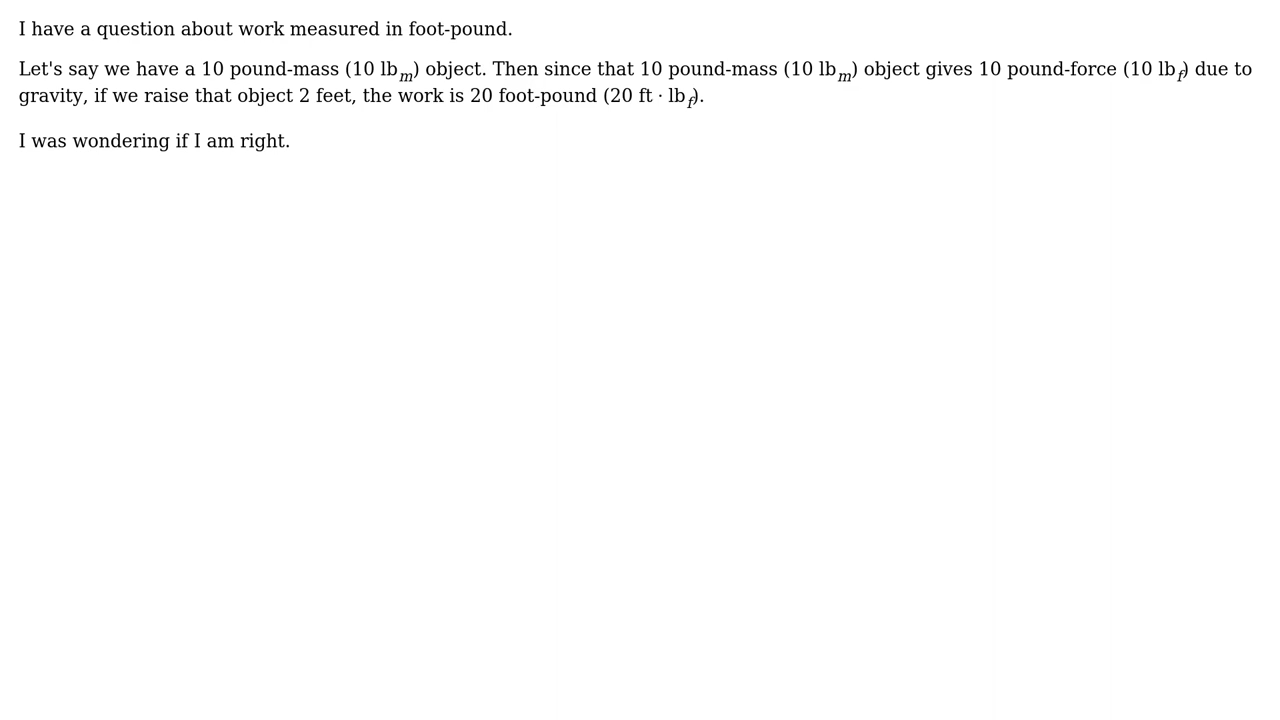 I have a question about work measured in foot-pound.
Let's say we have a 10 pound-mass (10 lbₘ) object. Then since that 10 pound-mass (10 lbₘ) object gives 10 pound-force (10 lb_f) due to
gravity, if we raise that object 2 feet, the work is 20 foot-pound (20 ft · lb_f).
I was wondering if I am right.